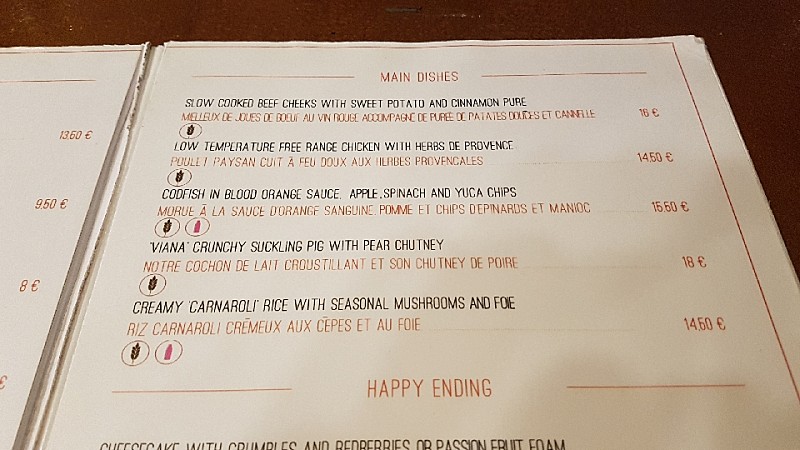 13.50 €
9.50 €
8 €
€
MAIN DISHES
SLOW COOKED BEEF CHEEKS WITH SWEET POTATO AND CINNAMON PURE
MIELLEUX DE JOUES DE BOEUF AU VIN ROUGE ACCOMPAGNÉ DE PURÉE DE PATATES DOUCES ET CANNELLE 16 €
LOW TEMPERATURE FREE RANGE CHICKEN WITH HERBS DE PROVENCE
POULET PAYSAN CUIT À FEU DOUX AUX HERBES PROVENCALES 14.50 €
CODFISH IN BLOOD ORANGE SAUCE, APPLE, SPINACH AND YUCA CHIPS
MORUE À LA SAUCE D'ORANGE SANGUINE, POMME ET CHIPS D'EPINARDS ET MANIOC 15.50 €
"VIANA" CRUNCHY SUCKLING PIG WITH PEAR CHUTNEY
NOTRE COCHON DE LAIT CROUSTILLANT ET SON CHUTNEY DE POIRE 18 €
CREAMY "CARNAROLI" RICE WITH SEASONAL MUSHROOMS AND FOIE
RIZ CARNAROLI CRÉMEUX AUX CÈPES ET AU FOIE 14.50 €
HAPPY ENDING
CHEESECAKE WITH CRUMBLES AND REDBERRIES OR PASSION FRUIT FOAM